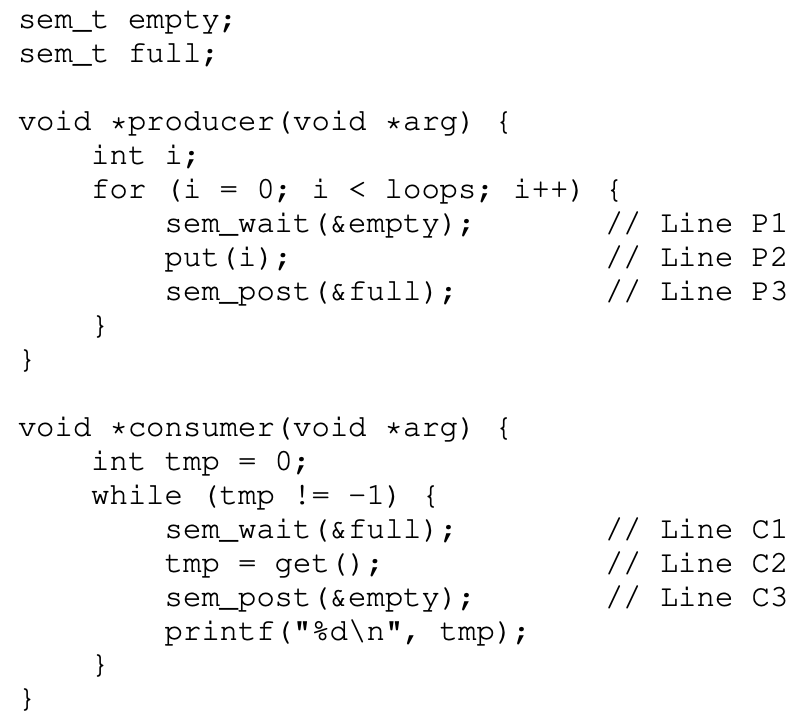 sem_t empty;
sem_t full;

void *producer(void *arg) {
    int i;
    for (i = 0; i < loops; i++) {
        sem_wait(&empty);        // Line P1
        put(i);                  // Line P2
        sem_post(&full);         // Line P3
    }
}

void *consumer(void *arg) {
    int tmp = 0;
    while (tmp != -1) {
        sem_wait(&full);         // Line C1
        tmp = get();             // Line C2
        sem_post(&empty);        // Line C3
        printf("%d\n", tmp);
    }
}